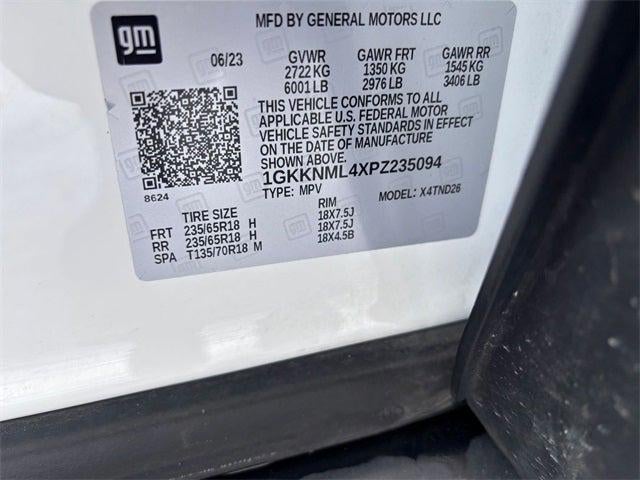 gm
MFD BY GENERAL MOTORS LLC
06/23 GVWR GAWR FRT GAWR RR
2722 KG 1350 KG 1545 KG
6001 LB 2976 LB 3406 LB
THIS VEHICLE CONFORMS TO ALL
APPLICABLE U.S. FEDERAL MOTOR
VEHICLE SAFETY STANDARDS IN EFFECT
ON THE DATE OF MANUFACTURE
SHOWN ABOVE.
1GKKNML4XPZ235094
8624
TYPE: MPV MODEL: X4TND26
TIRE SIZE RIM
FRT 235/65R18 H 18X7.5J
RR 235/65R18 H 18X7.5J
SPA T135/70R18 M 18X4.5B